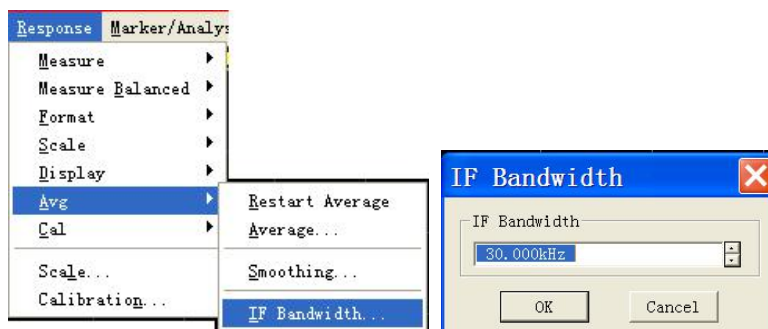 Response Marker/Analys
Measure
Measure Balanced
Format
Scale
Display
Avg
Cal
Scale...
Calibration...
Restart Average
Average...
Smoothing...
IF Bandwidth...
IF Bandwidth
IF Bandwidth
30.000kHz
OK Cancel